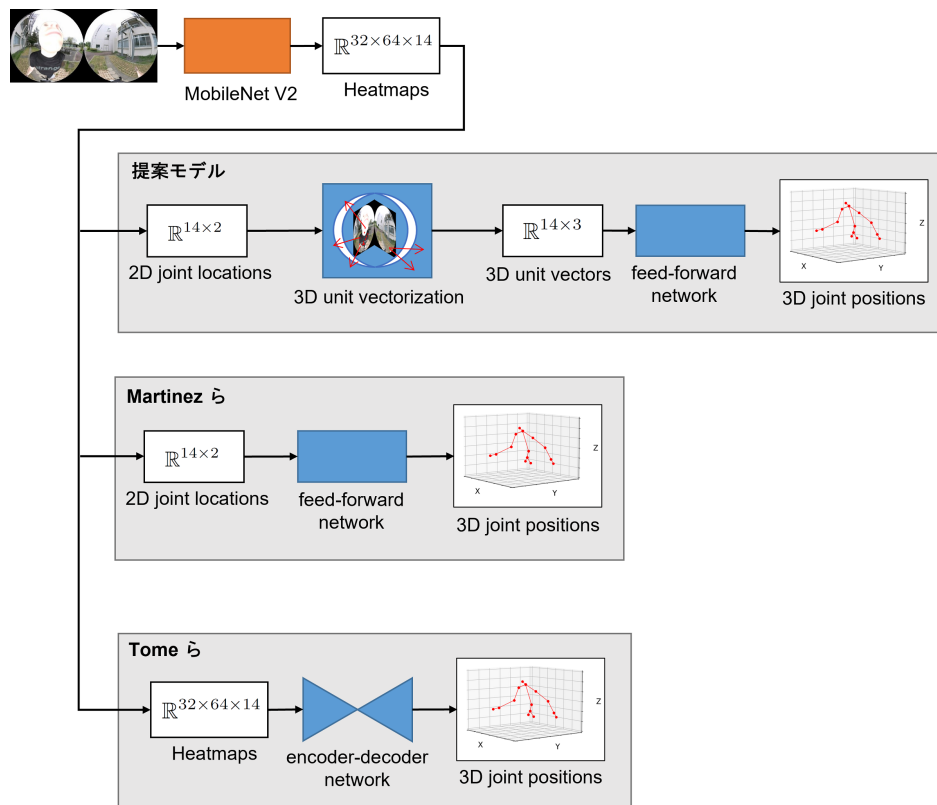 ℝ^{32×64×14}
MobileNet V2
Heatmaps
提案モデル
ℝ^{14×2}
2D joint locations
3D unit vectorization
ℝ^{14×3}
3D unit vectors
feed-forward
network
X
Y
Z
3D joint positions
Martinez ら
ℝ^{14×2}
2D joint locations
feed-forward
network
X
Y
Z
3D joint positions
Tome ら
ℝ^{32×64×14}
Heatmaps
encoder-decoder
network
X
Y
Z
3D joint positions